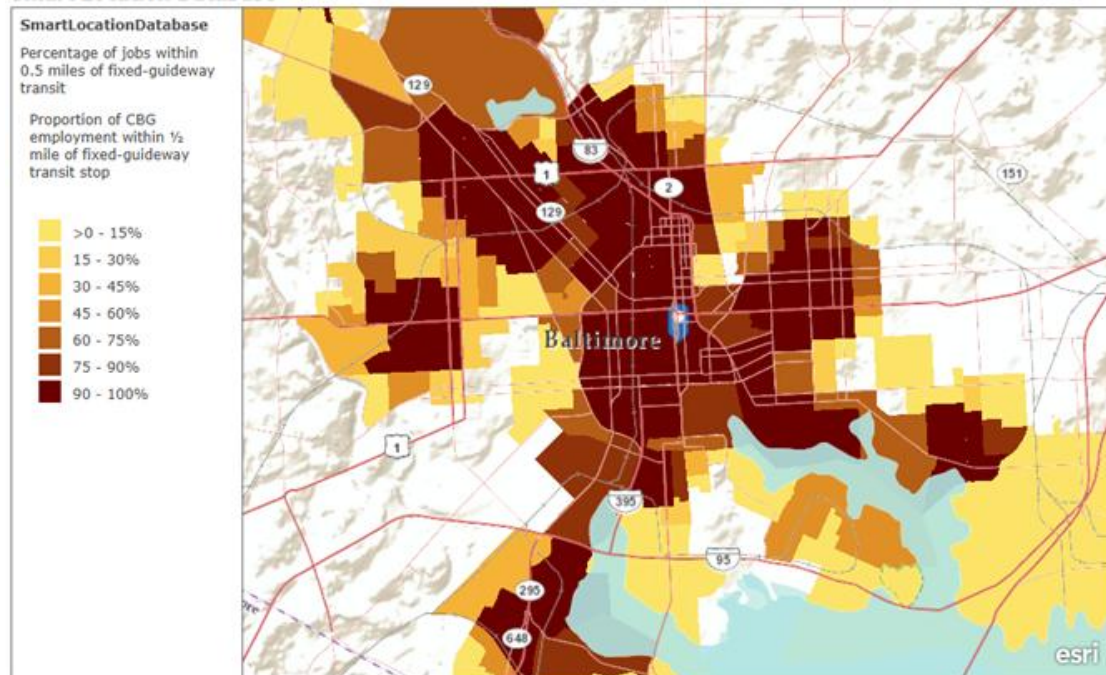 SmartLocationDatabase
Percentage of jobs within
0.5 miles of fixed-guideway
transit
Proportion of CBG
employment within ½
mile of fixed-guideway
transit stop
>0 - 15%
15 - 30%
30 - 45%
45 - 60%
60 - 75%
75 - 90%
90 - 100%
129
83
1
2
151
129
Baltimore
1
395
95
295
648
esri